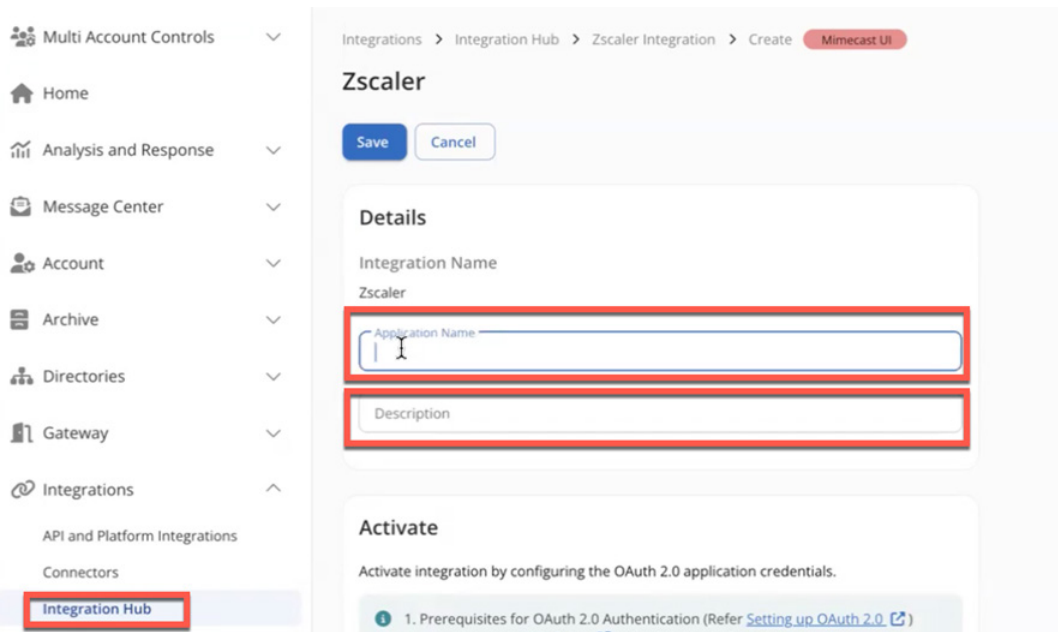 Multi Account Controls
Home
Analysis and Response
Message Center
Account
Archive
Directories
Gateway
Integrations
API and Platform Integrations
Connectors
Integration Hub
Integrations > Integration Hub > Zscaler Integration > Create Mimecast UI
Zscaler
Save Cancel
Details
Integration Name
Zscaler
Application Name
Description
Activate
Activate integration by configuring the OAuth 2.0 application credentials.
1. Prerequisites for OAuth 2.0 Authentication (Refer Setting up OAuth 2.0 )